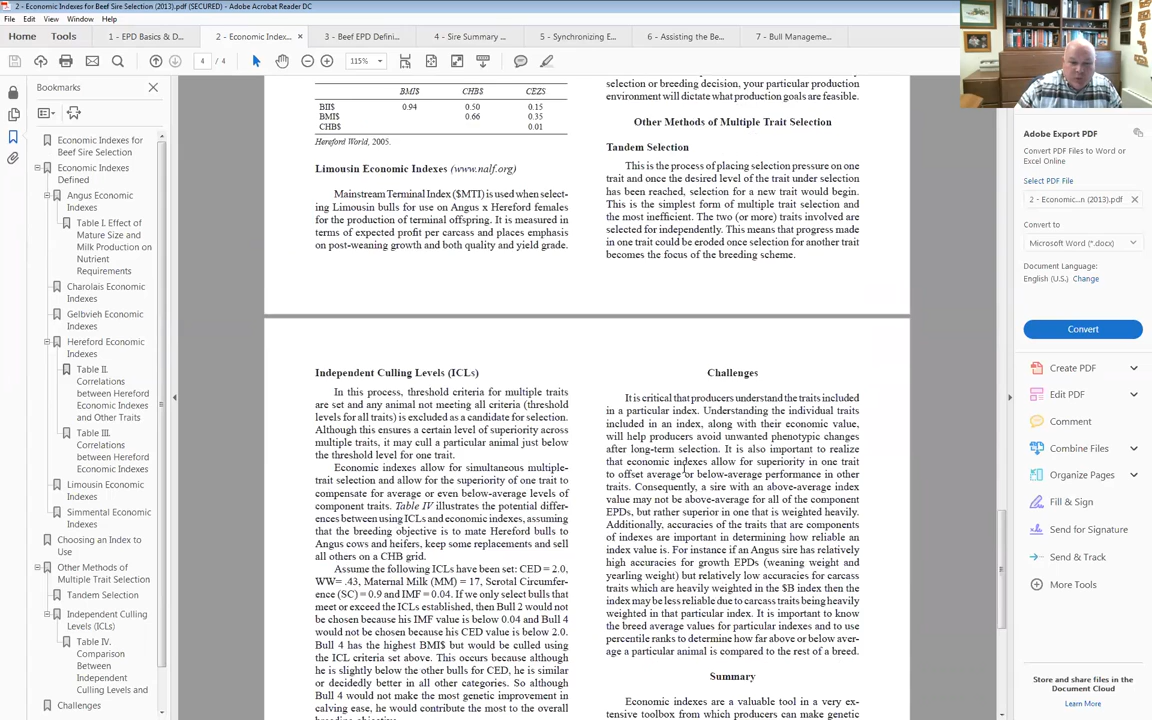 2 - Economic Indexes for Beef Sire Selection (2013).pdf (SECURED) - Adobe Acrobat Reader DC
File Edit View Window Help
Home Tools 1 - EPD Basics & D... 2 - Economic Index... × 3 - Beef EPD Defini... 4 - Sire Summary ... 5 - Synchronizing E... 6 - Assisting the Be... 7 - Bull Manageme...
4 / 4 115%
Bookmarks
Economic Indexes for
Beef Sire Selection
Economic Indexes
Defined
Angus Economic
Indexes
Table I. Effect of
Mature Size and
Milk Production on
Nutrient
Requirements
Charolais Economic
Indexes
Gelbvieh Economic
Indexes
Hereford Economic
Indexes
Table II.
Correlations
between Hereford
Economic Indexes
and Other Traits
Table III.
Correlations
between Hereford
Economic Indexes
Limousin Economic
Indexes
Simmental Economic
Indexes
Choosing an Index to
Use
Other Methods of
Multiple Trait Selection
Tandem Selection
Independent Culling
Levels (ICLs)
Table IV.
Comparison
Between
Independent
Culling Levels and
Challenges
BMI$ CHB$ CEZ$
BII$ 0.94 0.50 0.15
BMI$ 0.66 0.35
CHB$ 0.01
Hereford World, 2005.
Limousin Economic Indexes (www.nalf.org)
Mainstream Terminal Index ($MTI) is used when select-
ing Limousin bulls for use on Angus x Hereford females
for the production of terminal offspring. It is measured in
terms of expected profit per carcass and places emphasis
on post-weaning growth and both quality and yield grade.
selection or breeding decision, your particular production
environment will dictate what production goals are feasible.
Other Methods of Multiple Trait Selection
Tandem Selection
This is the process of placing selection pressure on one
trait and once the desired level of the trait under selection
has been reached, selection for a new trait would begin.
This is the simplest form of multiple trait selection and
the most inefficient. The two (or more) traits involved are
selected for independently. This means that progress made
in one trait could be eroded once selection for another trait
becomes the focus of the breeding scheme.
Independent Culling Levels (ICLs)
In this process, threshold criteria for multiple traits
are set and any animal not meeting all criteria (threshold
levels for all traits) is excluded as a candidate for selection.
Although this ensures a certain level of superiority across
multiple traits, it may cull a particular animal just below
the threshold level for one trait.
Economic indexes allow for simultaneous multiple-
trait selection and allow for the superiority of one trait to
compensate for average or even below-average levels of
component traits. Table IV illustrates the potential differ-
ences between using ICLs and economic indexes, assuming
that the breeding objective is to mate Hereford bulls to
Angus cows and heifers, keep some replacements and sell
all others on a CHB grid.
Assume the following ICLs have been set: CED = 2.0,
WW= .43, Maternal Milk (MM) = 17, Scrotal Circumfer-
ence (SC) = 0.9 and IMF = 0.04. If we only select bulls that
meet or exceed the ICLs established, then Bull 2 would not
be chosen because his IMF value is below 0.04 and Bull 4
would not be chosen because his CED value is below 2.0.
Bull 4 has the highest BMI$ but would be culled using
the ICL criteria set above. This occurs because although
he is slightly below the other bulls for CED, he is similar
or decidedly better in all other categories. So although
Bull 4 would not make the most genetic improvement in
calving ease, he would contribute the most to the overall
Challenges
It is critical that producers understand the traits included
in a particular index. Understanding the individual traits
included in an index, along with their economic value,
will help producers avoid unwanted phenotypic changes
after long-term selection. It is also important to realize
that economic indexes allow for superiority in one trait
to offset average or below-average performance in other
traits. Consequently, a sire with an above-average index
value may not be above-average for all of the component
EPDs, but rather superior in one that is weighted heavily.
Additionally, accuracies of the traits that are components
of indexes are important in determining how reliable an
index value is. For instance if an Angus sire has relatively
high accuracies for growth EPDs (weaning weight and
yearling weight) but relatively low accuracies for carcass
traits which are heavily weighted in the $B index then the
index may be less reliable due to carcass traits being heavily
weighted in that particular index. It is important to know
the breed average values for particular indexes and to use
percentile ranks to determine how far above or below aver-
age a particular animal is compared to the rest of a breed.
Summary
Economic indexes are a valuable tool in a very ex-
tensive toolbox from which producers can make genetic
Adobe Export PDF
Convert PDF Files to Word or
Excel Online
Select PDF File
2 - Economic...n (2013).pdf ×
Convert to
Microsoft Word (*.docx)
Document Language:
English (U.S.) Change
Convert
Create PDF
Edit PDF
Comment
Combine Files
Organize Pages
Fill & Sign
Send for Signature
Send & Track
More Tools
Store and share files in the
Document Cloud
Learn More